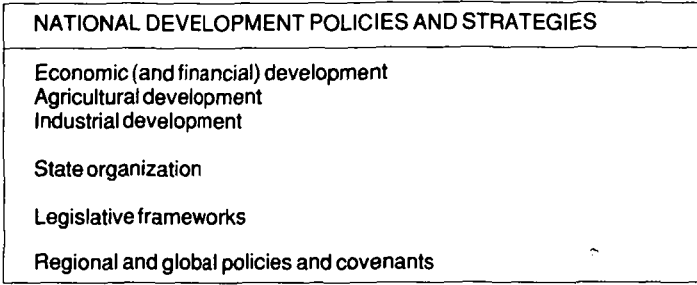 NATIONAL DEVELOPMENT POLICIES AND STRATEGIES
Economic (and financial) development
Agricultural development
Industrial development
State organization
Legislative frameworks
Regional and global policies and covenants